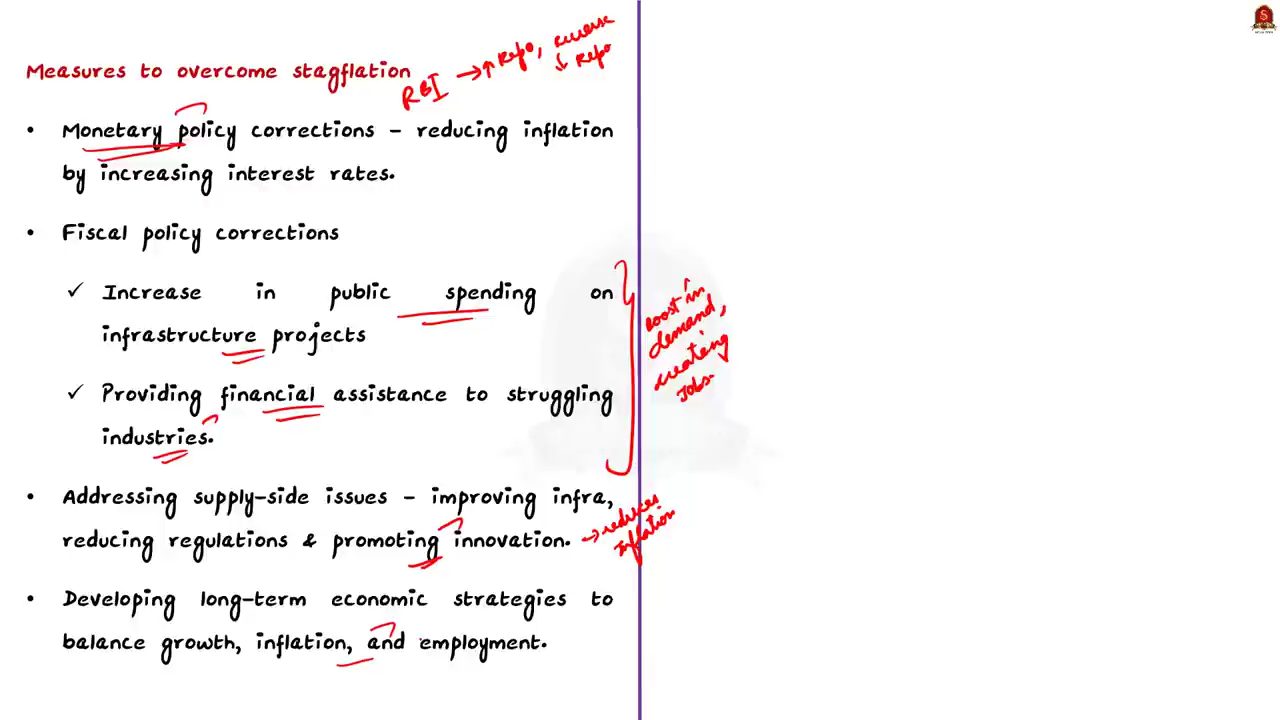 Measures to overcome stagflation
RBI → ↑ Repo, reverse
↓ Repo
• Monetary policy corrections – reducing inflation
by increasing interest rates.
• Fiscal policy corrections
✓ Increase in public spending on
infrastructure projects
✓ Providing financial assistance to struggling
industries.
Boost in
demand,
creating
Jobs.
• Addressing supply-side issues – improving infra,
reducing regulations & promoting innovation.
→ reduces
Inflation
• Developing long-term economic strategies to
balance growth, inflation, and employment.